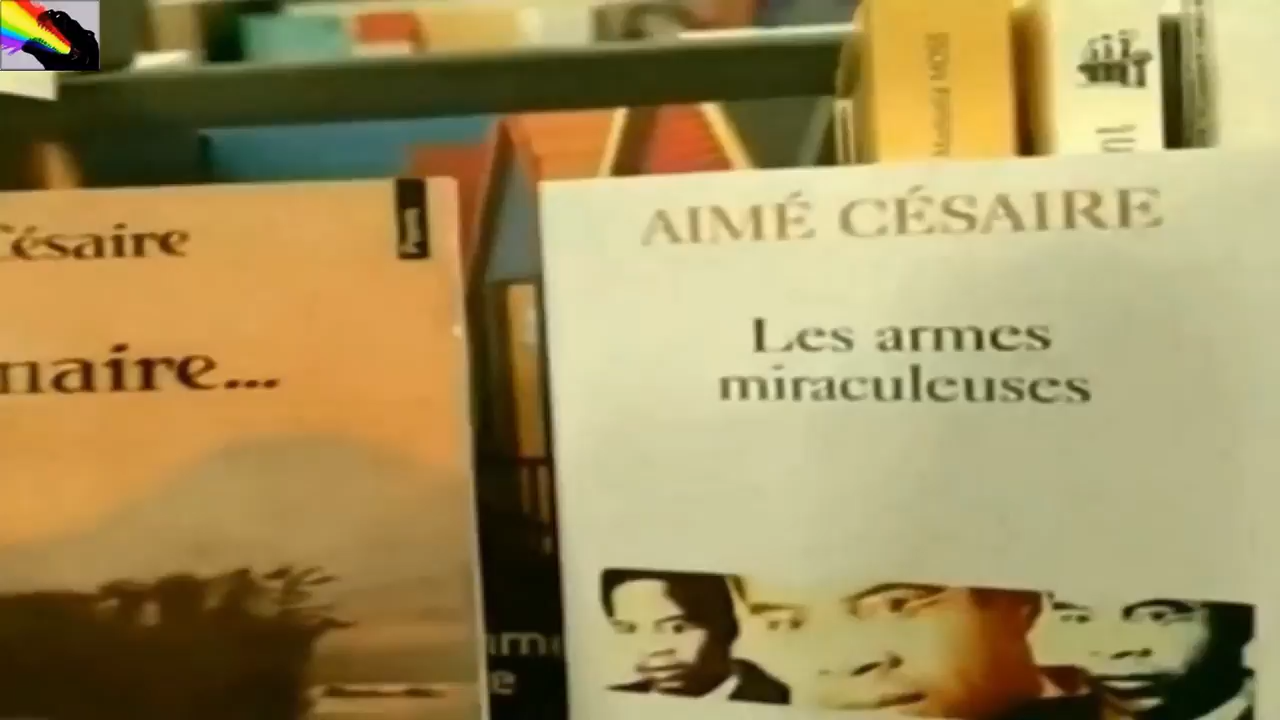 Césaire
naire...
AIMÉ CÉSAIRE
Les armes
miraculeuses